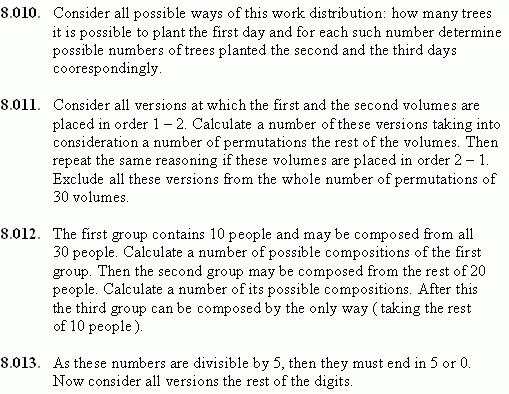 8.010. Consider all possible ways of this work distribution: how many trees
it is possible to plant the first day and for each such number determine
possible numbers of trees planted the second and the third days
coorespondingly.
8.011. Consider all versions at which the first and the second volumes are
placed in order 1 – 2. Calculate a number of these versions taking into
consideration a number of permutations the rest of the volumes. Then
repeat the same reasoning if these volumes are placed in order 2 – 1.
Exclude all these versions from the whole number of permutations of
30 volumes.
8.012. The first group contains 10 people and may be composed from all
30 people. Calculate a number of possible compositions of the first
group. Then the second group may be composed from the rest of 20
people. Calculate a number of its possible compositions. After this
the third group can be composed by the only way ( taking the rest
of 10 people ).
8.013. As these numbers are divisible by 5, then they must end in 5 or 0.
Now consider all versions the rest of the digits.